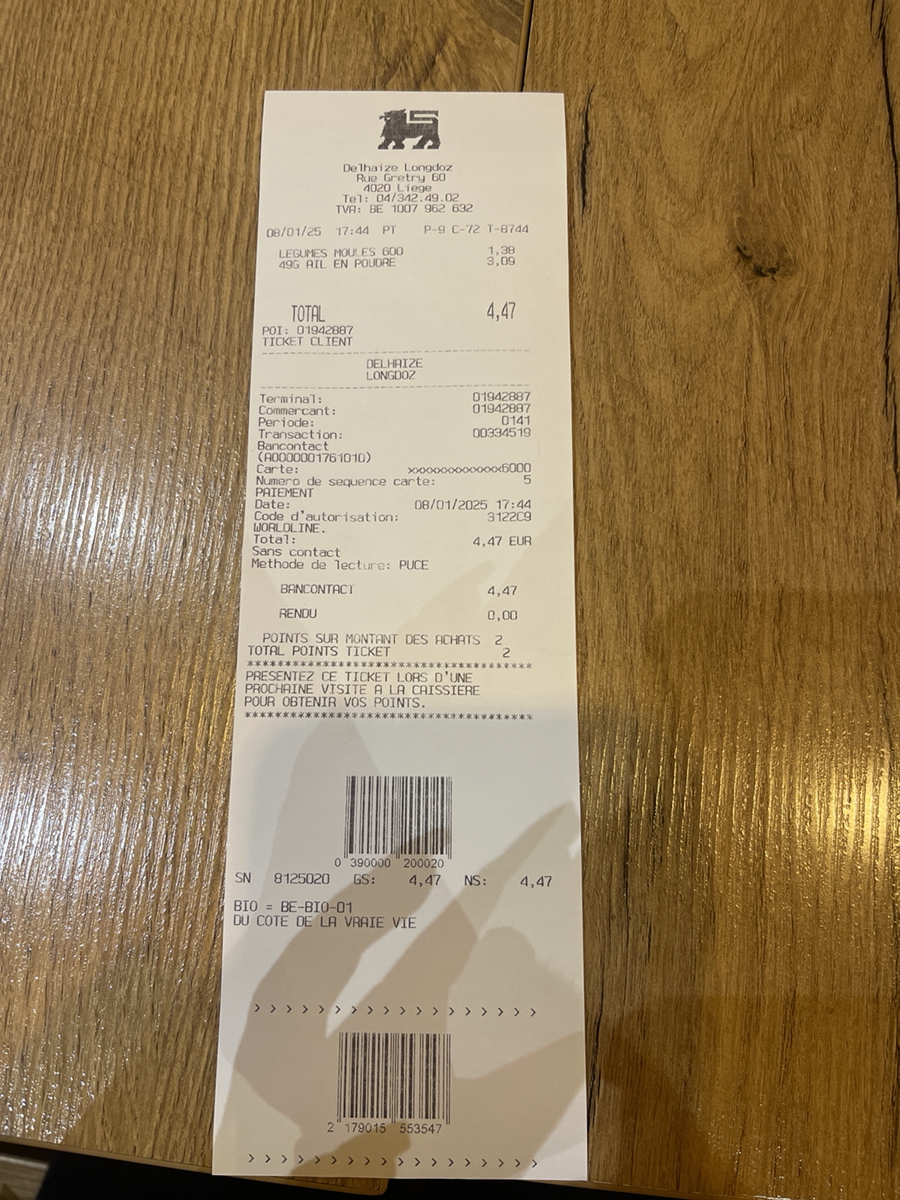 Delhaize Longdoz
Rue Gretry 60
4020 Liege
Tel: 04/342.49.02
TVA: BE 1007 962 632
08/01/25 17:44 PT P-9 C-72 T-8744
LEGUMES MOULES 600 1,38
49G AIL EN POUDRE 3,09
TOTAL 4,47
POI: 01942887
TICKET CLIENT
DELHAIZE
LONGDOZ
Terminal: 01942887
Commercant: 01942887
Periode: 0141
Transaction: 00334519
Bancontact
(A0000001761010)
Carte: xxxxxxxxxxxxx6000
Numero de sequence carte: 5
PAIEMENT
Date: 08/01/2025 17:44
Code d'autorisation: 3122C9
WORLDLINE.
Total: 4,47 EUR
Sans contact
Methode de lecture: PUCE
BANCONTACT 4,47
RENDU 0,00
POINTS SUR MONTANT DES ACHATS 2
TOTAL POINTS TICKET 2
************************************
PRESENTEZ CE TICKET LORS D'UNE
PROCHAINE VISITE A LA CAISSIERE
POUR OBTENIR VOS POINTS.
************************************
0 390000 200020
SN 8125020 GS: 4,47 NS: 4,47
BIO = BE-BIO-01
DU COTE DE LA VRAIE VIE
> > > > > > > > > > > > > > > > > >
2 179015 553547
> > > > > > > > > > > > > > > > > >